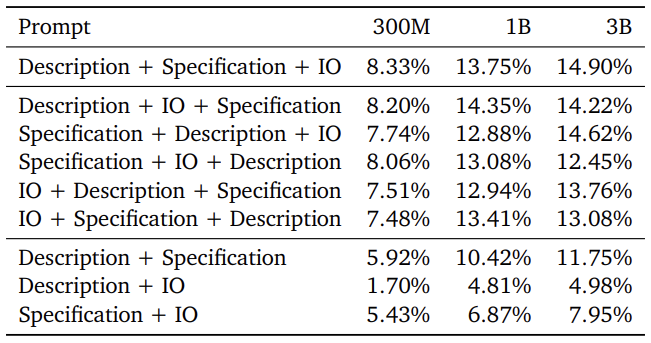 Prompt 300M 1B 3B
Description + Specification + IO 8.33% 13.75% 14.90%
Description + IO + Specification 8.20% 14.35% 14.22%
Specification + Description + IO 7.74% 12.88% 14.62%
Specification + IO + Description 8.06% 13.08% 12.45%
IO + Description + Specification 7.51% 12.94% 13.76%
IO + Specification + Description 7.48% 13.41% 13.08%
Description + Specification 5.92% 10.42% 11.75%
Description + IO 1.70% 4.81% 4.98%
Specification + IO 5.43% 6.87% 7.95%